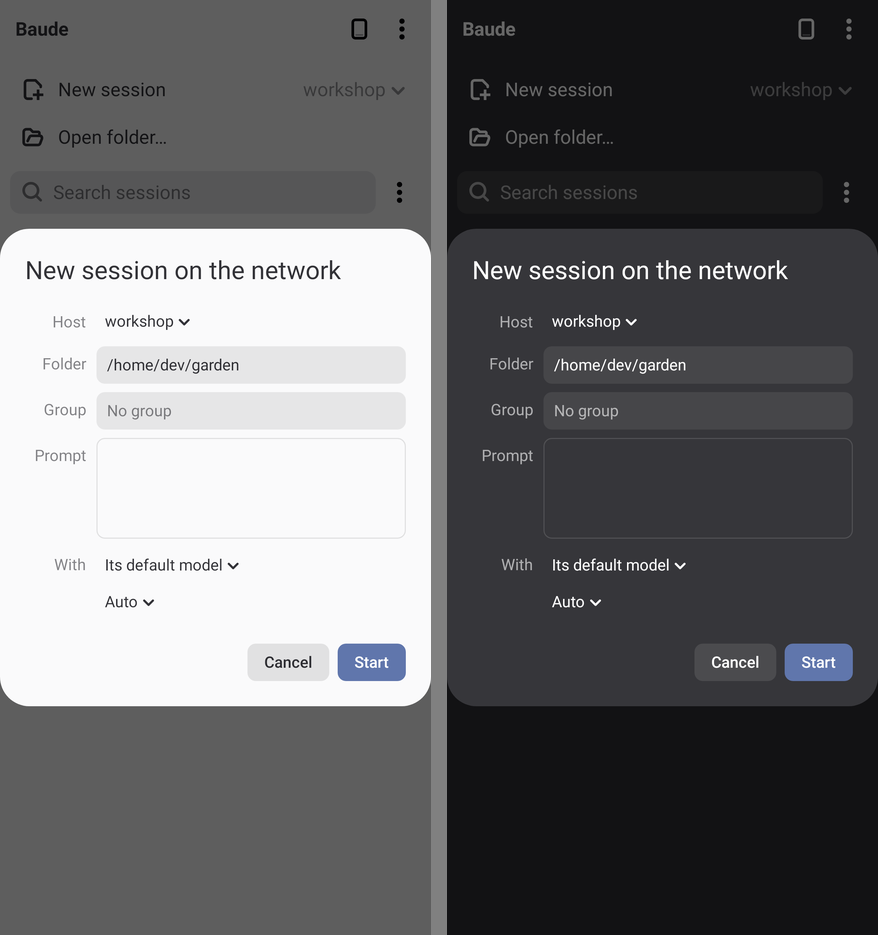 Baude
New session workshop
Open folder…
Search sessions
New session on the network
Host workshop
Folder /home/dev/garden
Group No group
Prompt
With Its default model
Auto
Cancel Start
Baude
New session workshop
Open folder…
Search sessions
New session on the network
Host workshop
Folder /home/dev/garden
Group No group
Prompt
With Its default model
Auto
Cancel Start